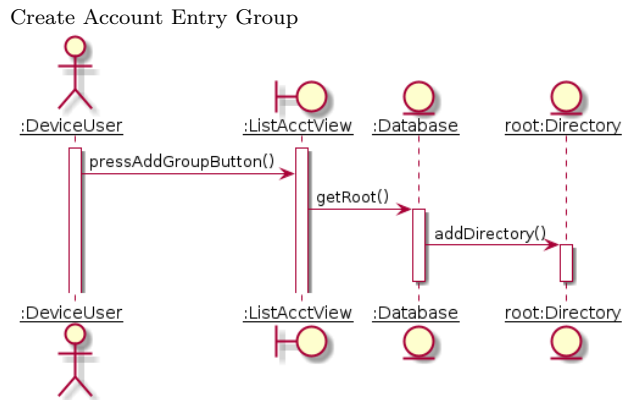 Create Account Entry Group
:DeviceUser :ListAcctView :Database root:Directory
pressAddGroupButton()
getRoot()
addDirectory()
:DeviceUser :ListAcctView :Database root:Directory